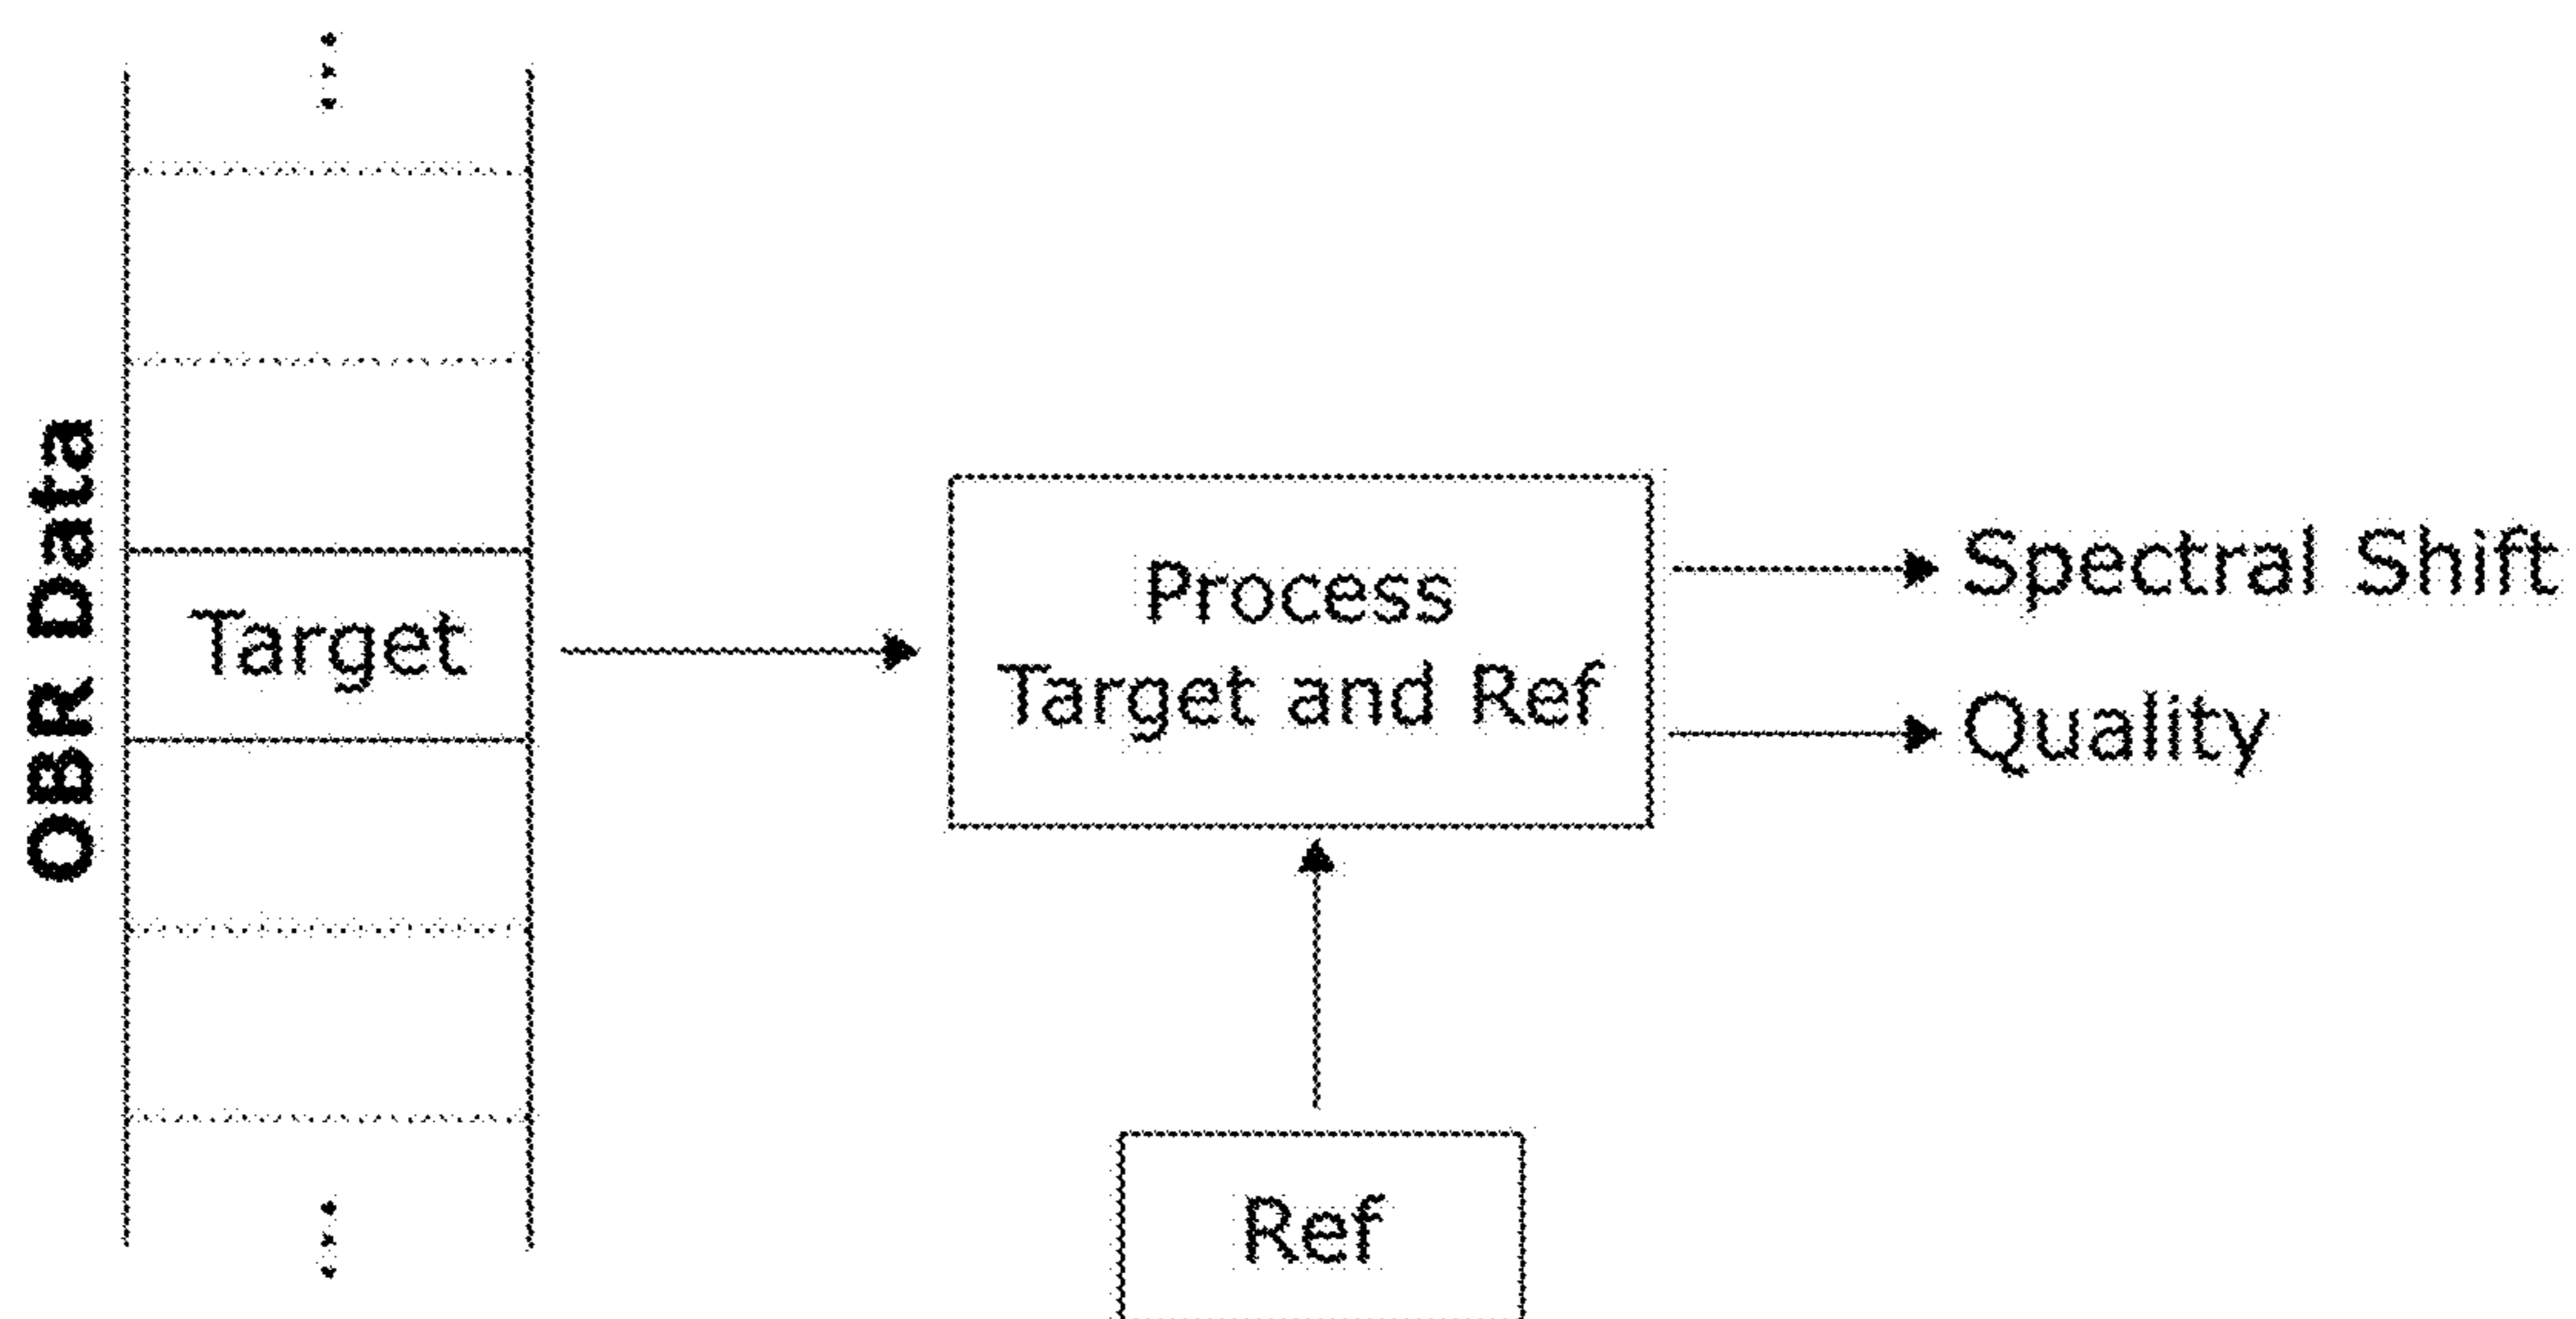 OBR Data
Target
Process
Target and Ref
Spectral Shift
Quality
Ref